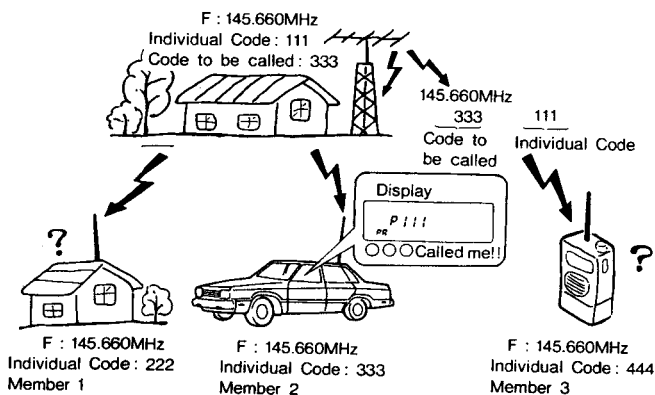 F : 145.660MHz
Individual Code : 111
Code to be called : 333
145.660MHz
333 111
Code to be called Individual Code
Display
P111
PR
○○○Called me!!
?
?
F : 145.660MHz
Individual Code : 222
Member 1
F : 145.660MHz
Individual Code : 333
Member 2
F : 145.660MHz
Individual Code : 444
Member 3